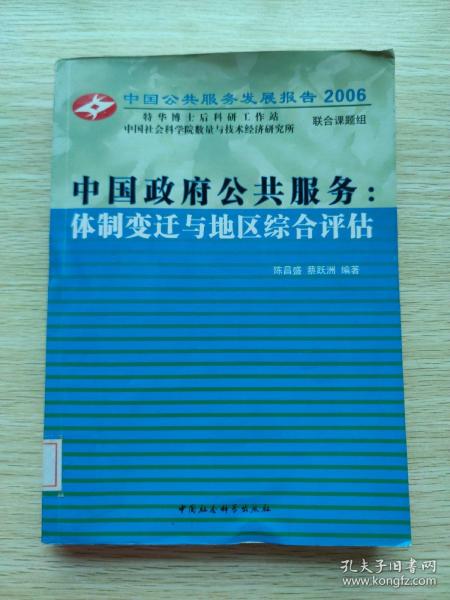 中国公共服务发展报告 2006
特华博士后科研工作站
中国社会科学院数量与技术经济研究所
联合课题组
中国政府公共服务：
体制变迁与地区综合评估
陈昌盛 蔡跃洲 编著
中国社会科学出版社
孔夫子旧书网
www.kongfz.com